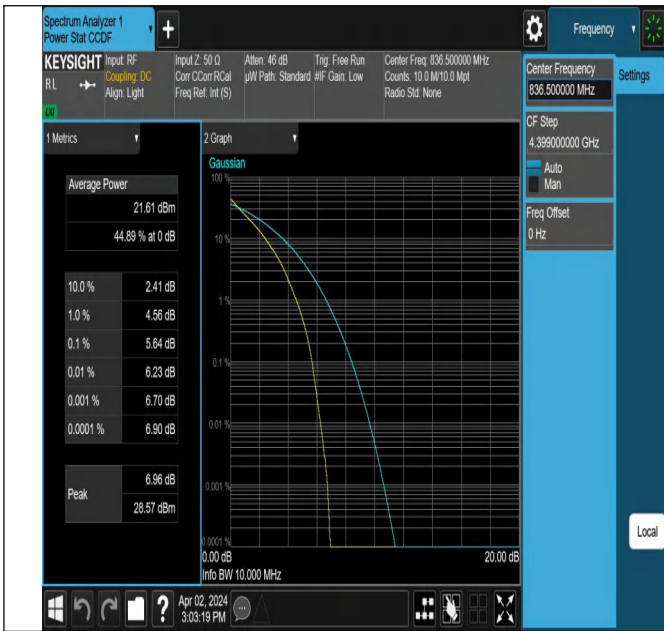 Spectrum Analyzer 1
Power Stat CCDF
+
Frequency
KEYSIGHT
RL
LXI
Input: RF
Coupling: DC
Align: Light
Input Z: 50 Ω
Corr CCorr RCal
Freq Ref: Int (S)
Atten: 46 dB
µW Path: Standard
Trig: Free Run
#IF Gain: Low
Center Freq: 836.500000 MHz
Counts: 10.0 M/10.0 Mpt
Radio Std: None
Center Frequency
836.500000 MHz
Settings
CF Step
4.399000000 GHz
Auto
Man
Freq Offset
0 Hz
1 Metrics
Average Power
21.61 dBm
44.89 % at 0 dB
10.0 % 2.41 dB
1.0 % 4.56 dB
0.1 % 5.64 dB
0.01 % 6.23 dB
0.001 % 6.70 dB
0.0001 % 6.90 dB
Peak
6.96 dB
28.57 dBm
2 Graph
Gaussian
100 %
10 %
1 %
0.1 %
0.01 %
0.001 %
0.0001 %
0.00 dB 20.00 dB
Info BW 10.000 MHz
Local
?
Apr 02, 2024
3:03:19 PM